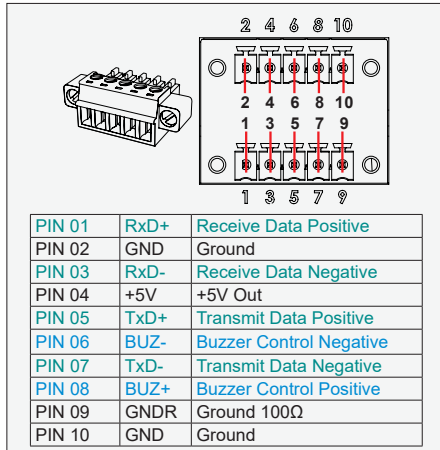 2 4 6 8 10
2 4 6 8 10
1 3 5 7 9
1 3 5 7 9
PIN 01 RxD+ Receive Data Positive
PIN 02 GND Ground
PIN 03 RxD- Receive Data Negative
PIN 04 +5V +5V Out
PIN 05 TxD+ Transmit Data Positive
PIN 06 BUZ- Buzzer Control Negative
PIN 07 TxD- Transmit Data Negative
PIN 08 BUZ+ Buzzer Control Positive
PIN 09 GNDR Ground 100Ω
PIN 10 GND Ground